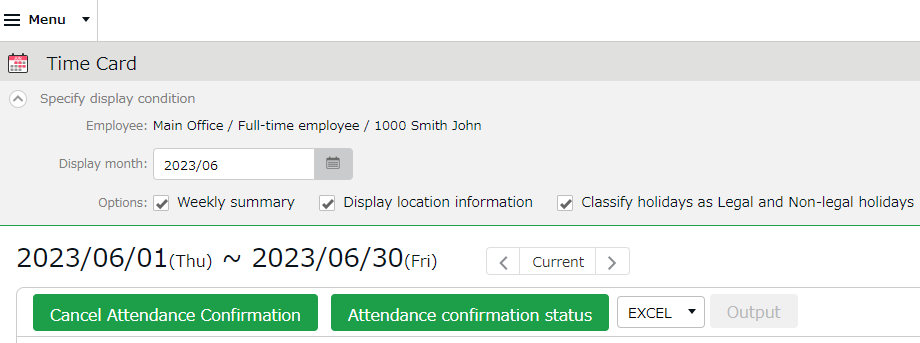 Menu
Time Card
Specify display condition
Employee: Main Office / Full-time employee / 1000 Smith John
Display month: 2023/06
Options: Weekly summary Display location information Classify holidays as Legal and Non-legal holidays
2023/06/01(Thu) ~ 2023/06/30(Fri) Current
Cancel Attendance Confirmation Attendance confirmation status EXCEL Output